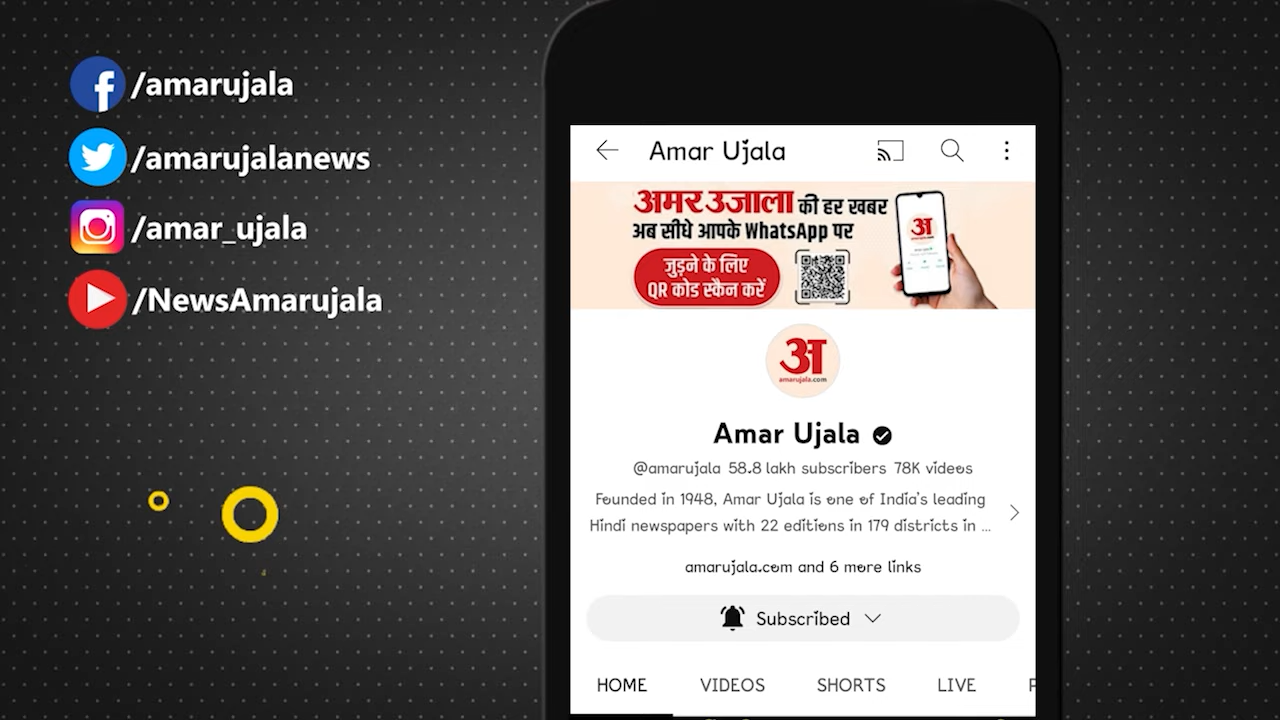 /amarujala
/amarujalanews
/amar_ujala
/NewsAmarujala
Amar Ujala
अमर उजाला की हर खबर
अब सीधे आपके WhatsApp पर
जुड़ने के लिए
QR कोड स्कैन करें
अ
अ
amarujala.com
Amar Ujala
@amarujala 58.8 lakh subscribers 78K videos
Founded in 1948, Amar Ujala is one of India's leading
Hindi newspapers with 22 editions in 179 districts in ...
amarujala.com and 6 more links
Subscribed
HOME VIDEOS SHORTS LIVE